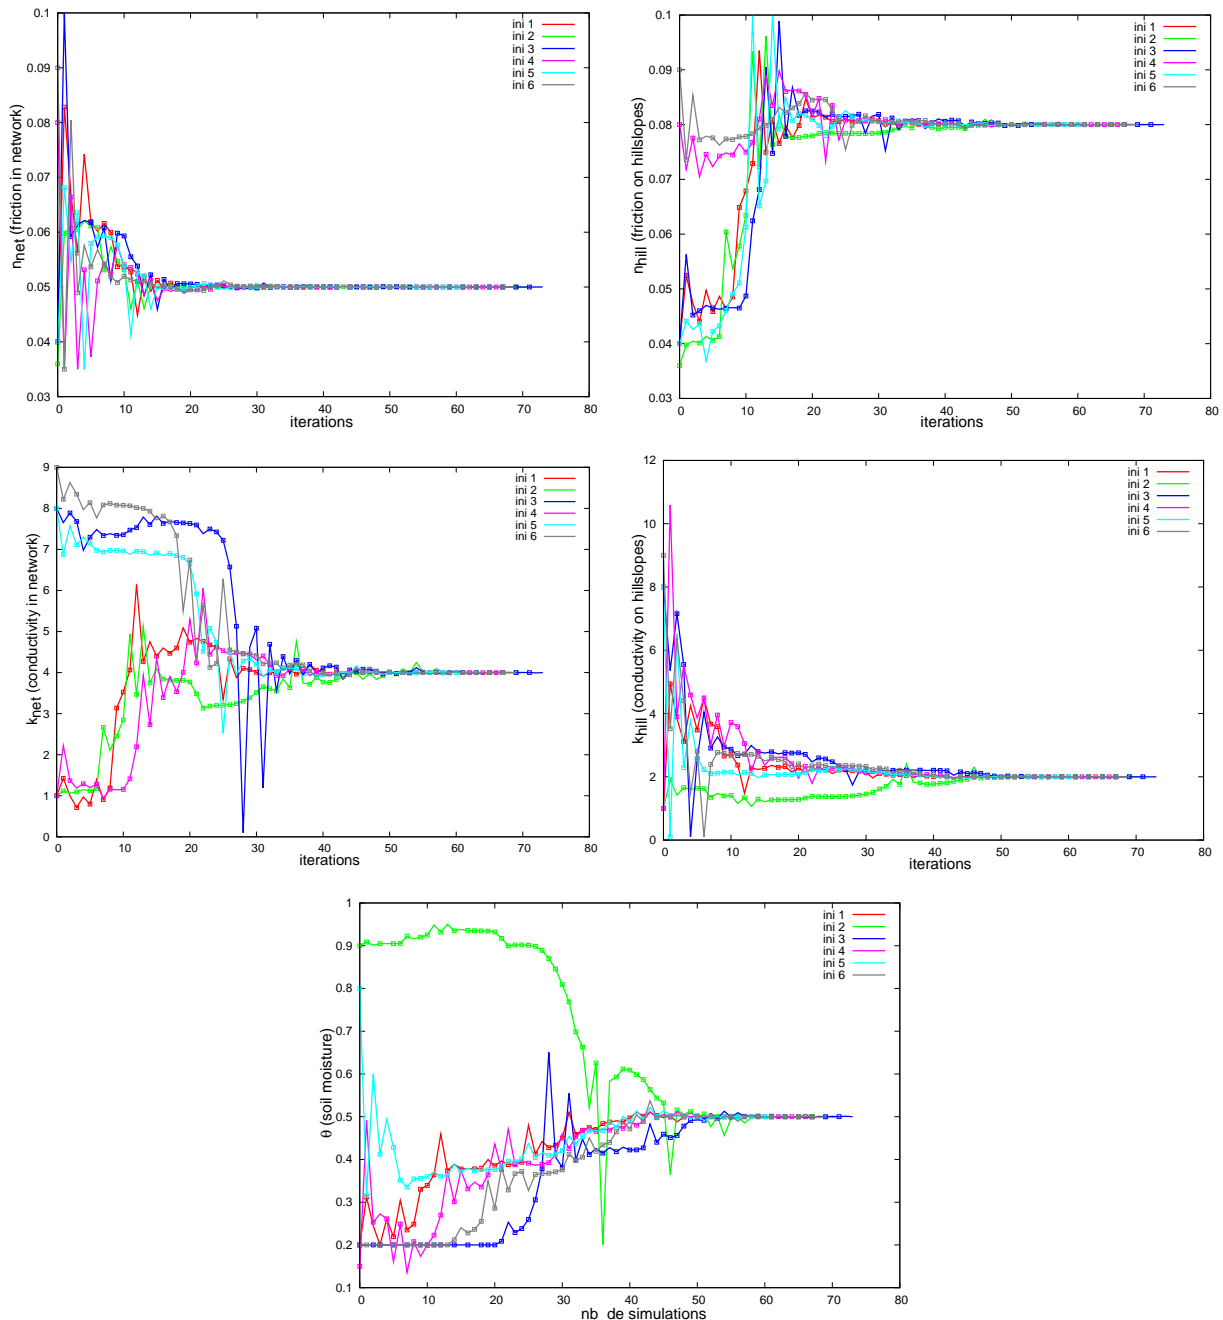 0.1
0.09
0.08
0.07
0.06
0.05
0.04
0.03
0 10 20 30 40 50 60 70 80
nnet (friction in network)
iterations
ini 1
ini 2
ini 3
ini 4
ini 5
ini 6
0.1
0.09
0.08
0.07
0.06
0.05
0.04
0.03
0 10 20 30 40 50 60 70 80
nhill (friction on hillslopes)
iterations
ini 1
ini 2
ini 3
ini 4
ini 5
ini 6
9
8
7
6
5
4
3
2
1
0
0 10 20 30 40 50 60 70 80
knet (conductivity in network)
iterations
ini 1
ini 2
ini 3
ini 4
ini 5
ini 6
12
10
8
6
4
2
0
0 10 20 30 40 50 60 70 80
khill (conductivity on hillslopes)
iterations
ini 1
ini 2
ini 3
ini 4
ini 5
ini 6
1
0.9
0.8
0.7
0.6
0.5
0.4
0.3
0.2
0.1
0 10 20 30 40 50 60 70 80
θ (soil moisture)
nb de simulations
ini 1
ini 2
ini 3
ini 4
ini 5
ini 6